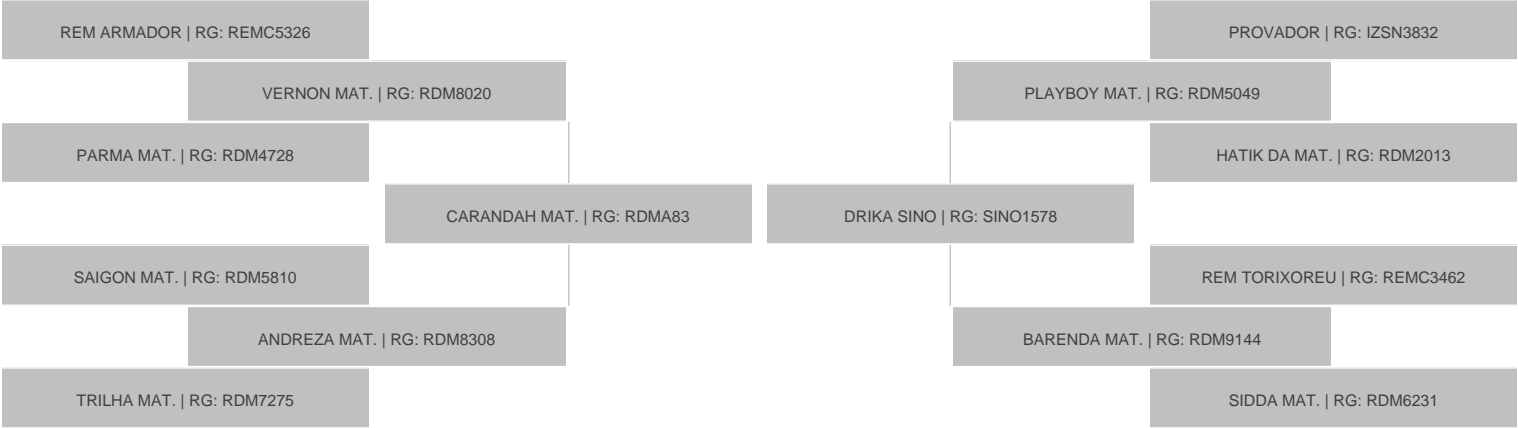 REM ARMADOR | RG: REMC5326
PROVADOR | RG: IZSN3832
VERNON MAT. | RG: RDM8020
PLAYBOY MAT. | RG: RDM5049
PARMA MAT. | RG: RDM4728
HATIK DA MAT. | RG: RDM2013
CARANDAH MAT. | RG: RDMA83
DRIKA SINO | RG: SINO1578
SAIGON MAT. | RG: RDM5810
REM TORIXOREU | RG: REMC3462
ANDREZA MAT. | RG: RDM8308
BARENDA MAT. | RG: RDM9144
TRILHA MAT. | RG: RDM7275
SIDDA MAT. | RG: RDM6231